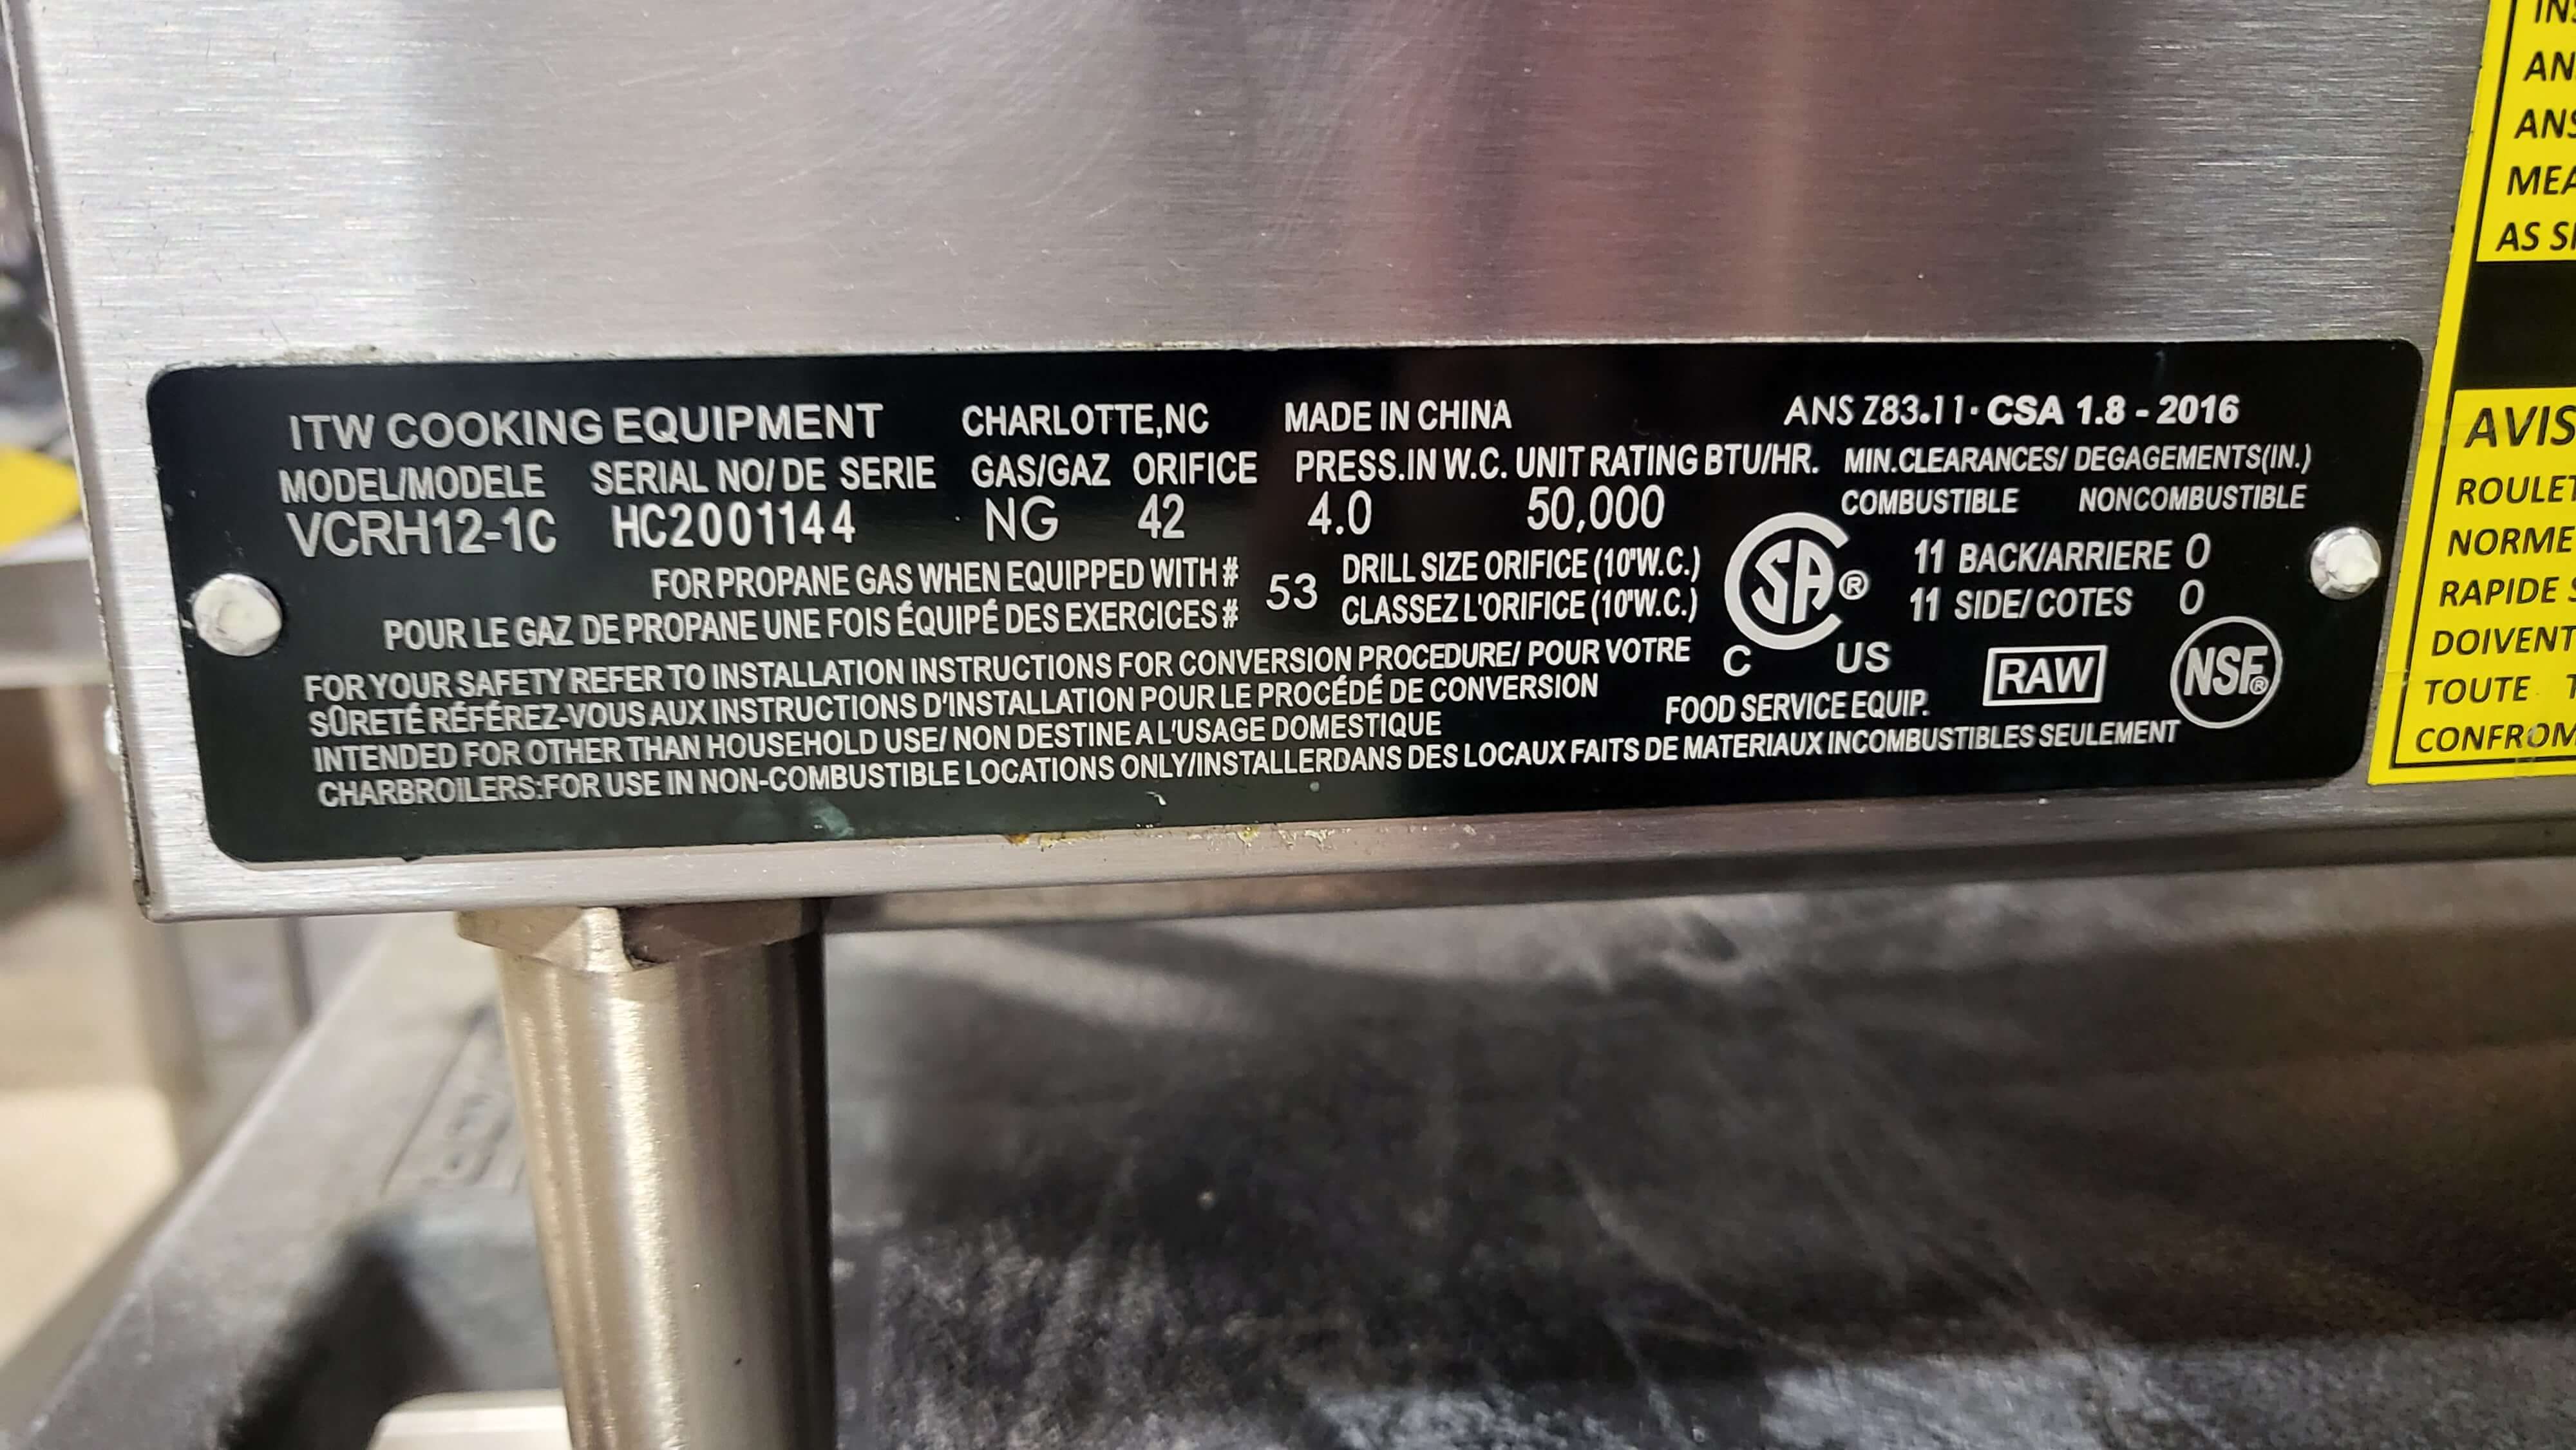 ITW COOKING EQUIPMENT CHARLOTTE,NC MADE IN CHINA ANS Z83.11· CSA 1.8 - 2016
MODEL/MODELE SERIAL NO/ DE SERIE GAS/GAZ ORIFICE PRESS.IN W.C. UNIT RATING BTU/HR. MIN.CLEARANCES/ DEGAGEMENTS(IN.)
VCRH12-1C HC2001144 NG 42 4.0 50,000 COMBUSTIBLE NONCOMBUSTIBLE
FOR PROPANE GAS WHEN EQUIPPED WITH # 53 DRILL SIZE ORIFICE (10"W.C.) 11 BACK/ARRIERE 0
POUR LE GAZ DE PROPANE UNE FOIS ÉQUIPÉ DES EXERCICES # CLASSEZ L'ORIFICE (10"W.C.) 11 SIDE/ COTES 0
SA®
C US
FOR YOUR SAFETY REFER TO INSTALLATION INSTRUCTIONS FOR CONVERSION PROCEDURE/ POUR VOTRE
SÛRETÉ RÉFÉREZ-VOUS AUX INSTRUCTIONS D'INSTALLATION POUR LE PROCÉDÉ DE CONVERSION
INTENDED FOR OTHER THAN HOUSEHOLD USE/ NON DESTINE A L'USAGE DOMESTIQUE
CHARBROILERS:FOR USE IN NON-COMBUSTIBLE LOCATIONS ONLY/INSTALLERDANS DES LOCAUX FAITS DE MATERIAUX INCOMBUSTIBLES SEULEMENT
FOOD SERVICE EQUIP.
RAW
NSF®
AN
MEA
AVIS
ROULET
NORME
RAPIDE
DOIVENT
TOUTE
CONFROM